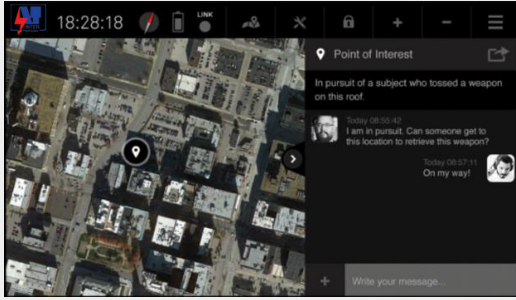 18:28:18
LINK
Point of Interest
In pursuit of a subject who tossed a weapon
on this roof.
Today 08:55:42
I am in pursuit. Can someone get to
this location to retrieve this weapon?
Today 08:57:11
On my way!
Write your message...